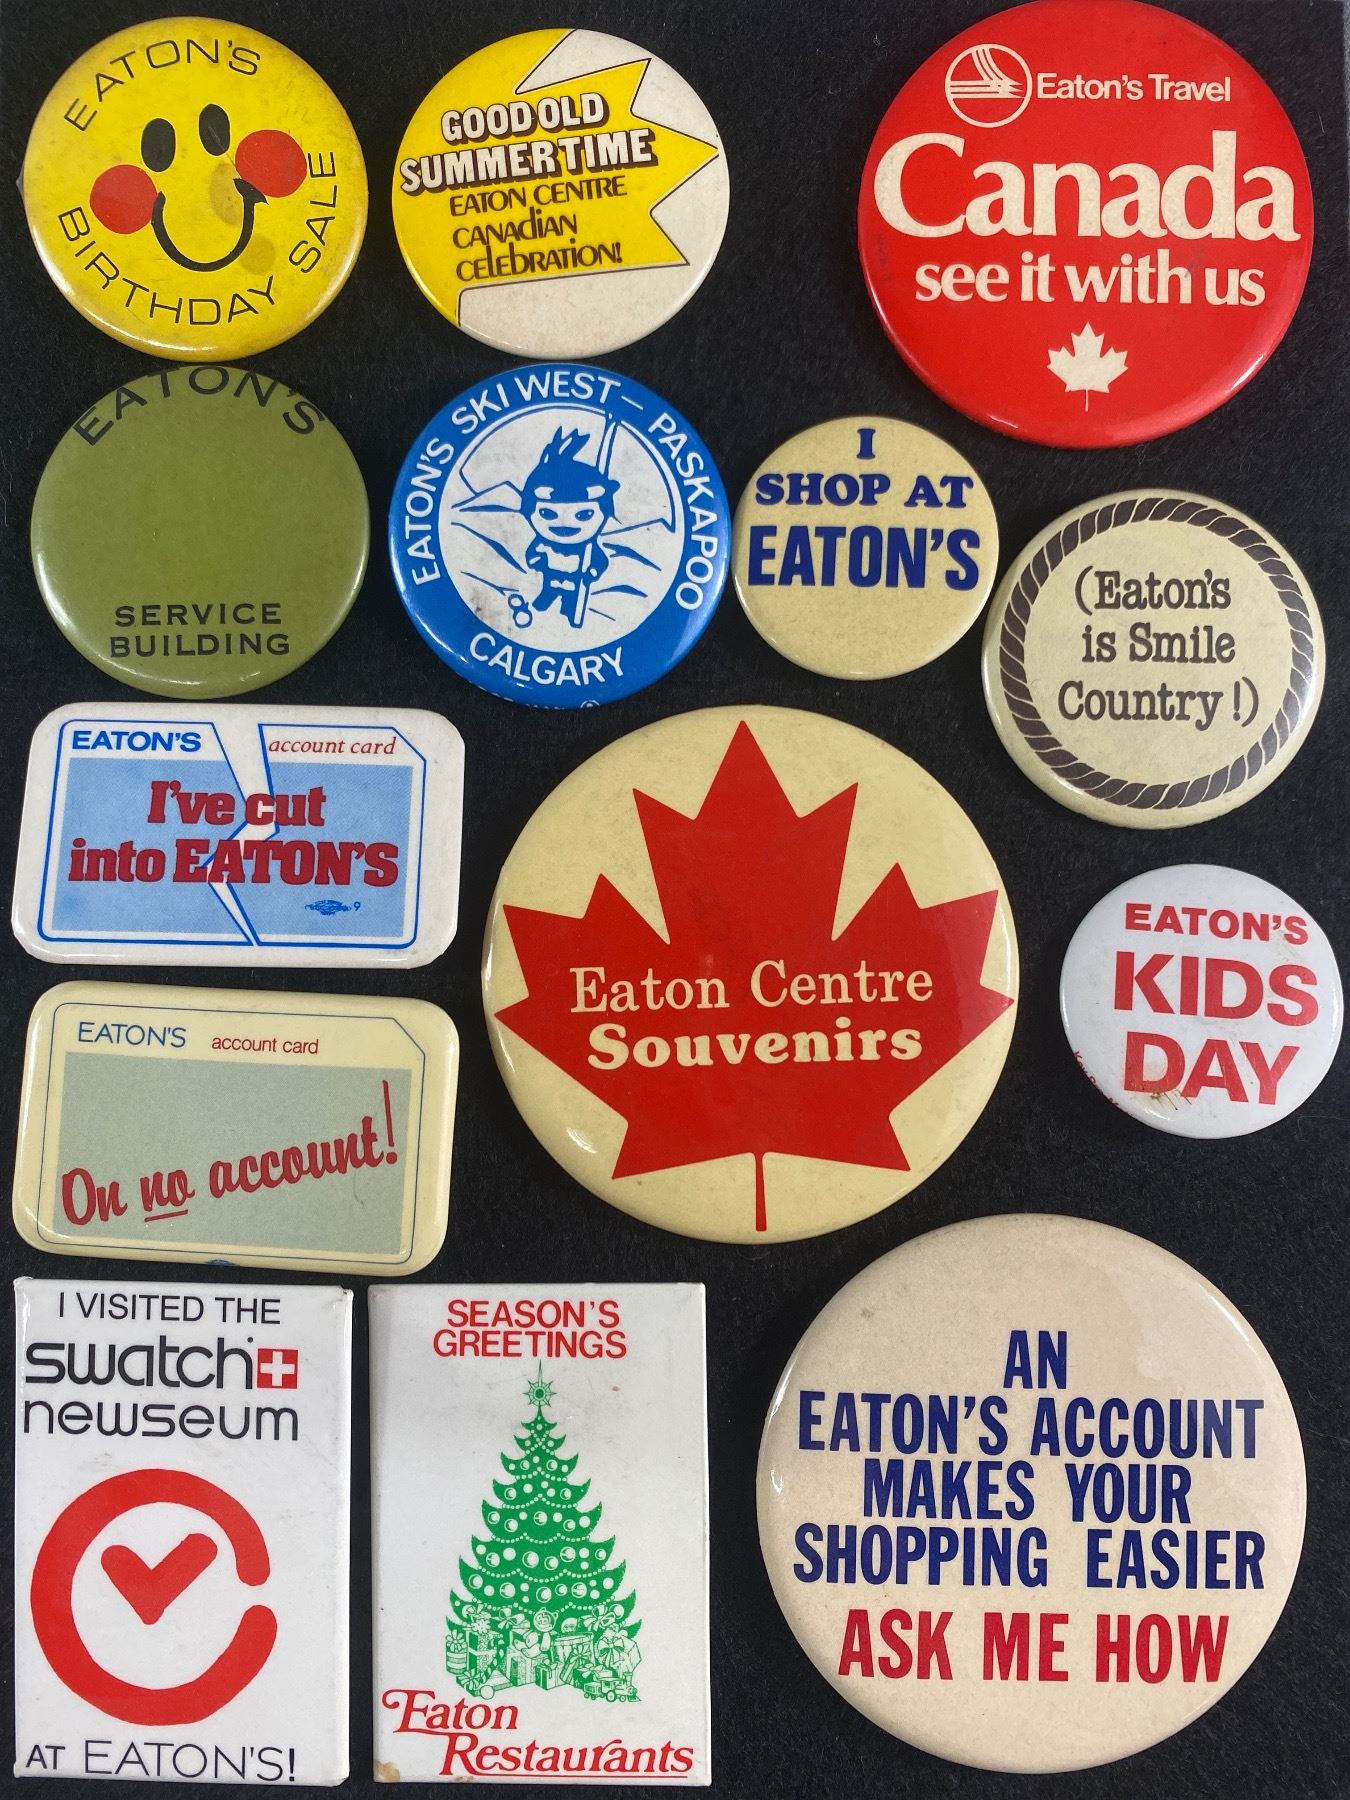 EATON'S
BIRTHDAY SALE
GOOD OLD
SUMMERTIME
EATON CENTRE
CANAdiAN
CElEbRATiON!
Eaton's Travel
Canada
see it with us
EATON'S
SERVICE
BUILDING
EATON'S SKI WEST — PASKAPOO
CALGARY
I
SHOP AT
EATON'S
(Eaton's
is Smile
Country!)
EATON'S account card
I've cut
into EATON'S
9
Eaton Centre
Souvenirs
EATON'S
KIDS
DAY
EATON'S account card
On no account!
I VISITED THE
swatch
newseum
AT EATON'S!
SEASON'S
GREETINGS
Eaton
Restaurants
AN
EATON'S ACCOUNT
MAKES YOUR
SHOPPING EASIER
ASK ME HOW